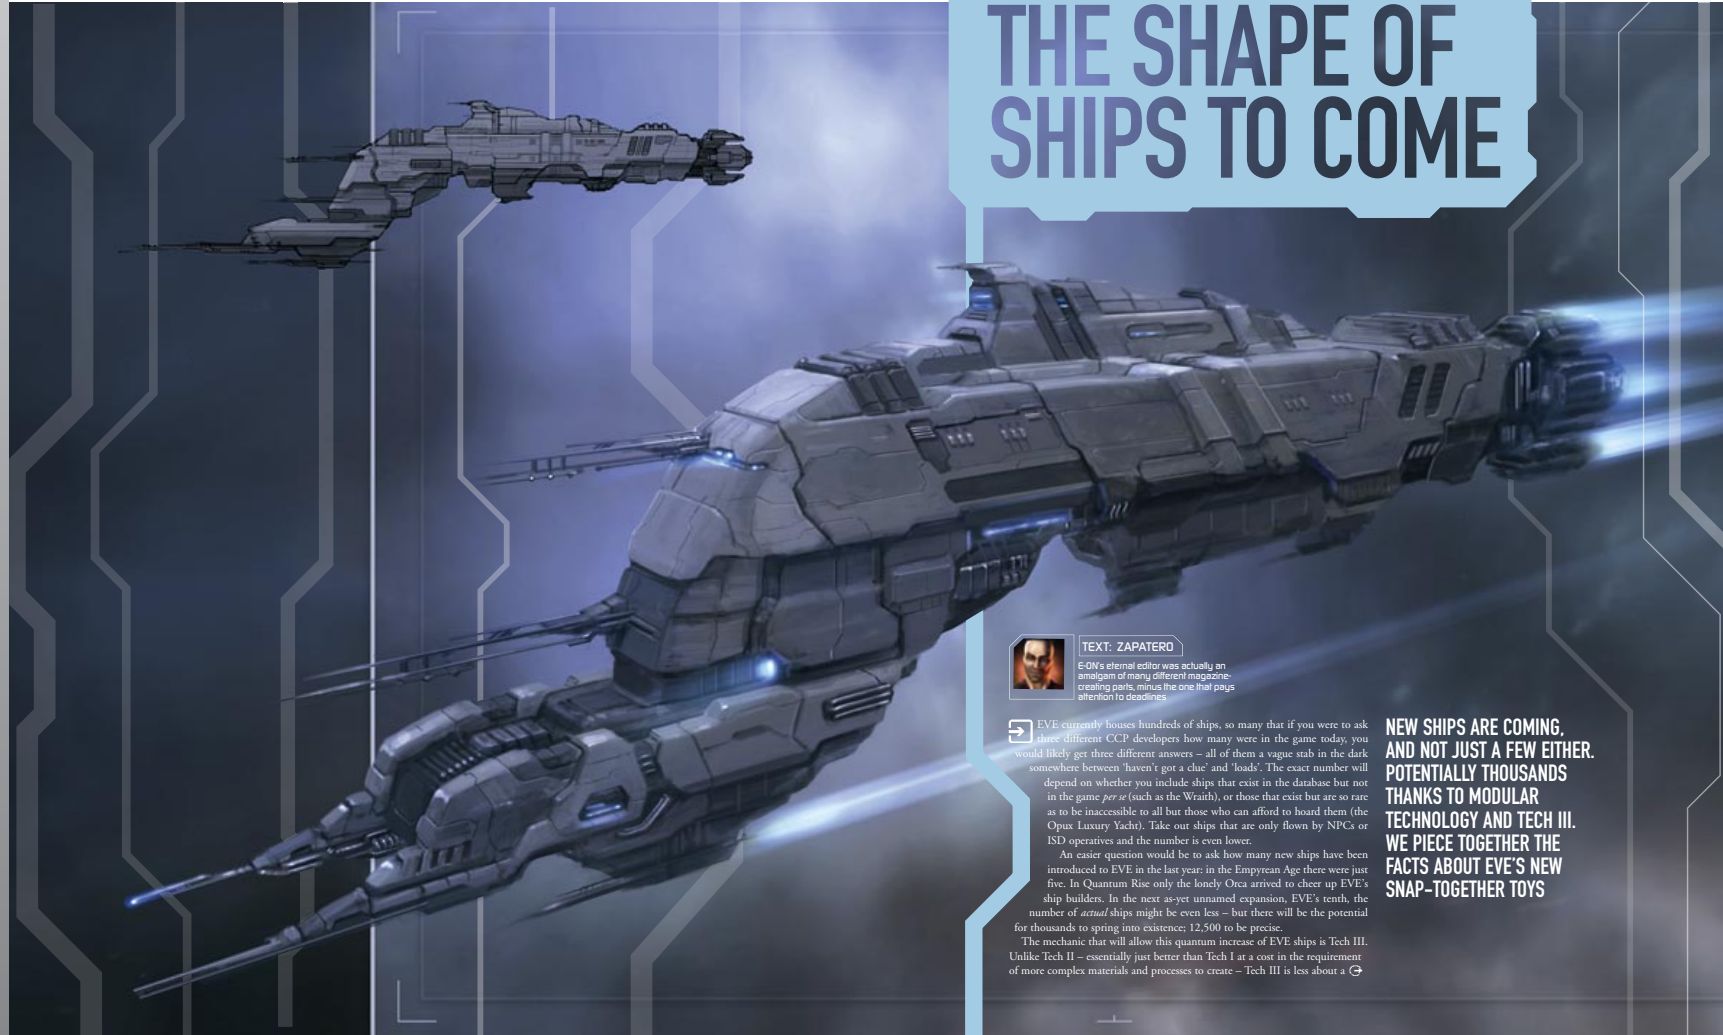 THE SHAPE OF
SHIPS TO COME
TEXT: ZAPATERO
E-ON's eternal editor was actually an
amalgam of many different magazine-
creating parts, minus the one that pays
attention to deadlines
EVE currently houses hundreds of ships, so many that if you were to ask
three different CCP developers how many were in the game today, you
would likely get three different answers – all of them a vague stab in the dark
somewhere between 'haven't got a clue' and 'loads'. The exact number will
depend on whether you include ships that exist in the database but not
in the game per se (such as the Wraith), or those that exist but are so rare
as to be inaccessible to all but those who can afford to hoard them (the
Opux Luxury Yacht). Take out ships that are only flown by NPCs or
ISD operatives and the number is even lower.
An easier question would be to ask how many new ships have been
introduced to EVE in the last year: in the Empyrean Age there were just
five. In Quantum Rise only the lonely Orca arrived to cheer up EVE's
ship builders. In the next as-yet unnamed expansion, EVE's tenth, the
number of actual ships might be even less – but there will be the potential
for thousands to spring into existence; 12,500 to be precise.
The mechanic that will allow this quantum increase of EVE ships is Tech III.
Unlike Tech II – essentially just better than Tech I at a cost in the requirement
of more complex materials and processes to create – Tech III is less about a
NEW SHIPS ARE COMING,
AND NOT JUST A FEW EITHER.
POTENTIALLY THOUSANDS
THANKS TO MODULAR
TECHNOLOGY AND TECH III.
WE PIECE TOGETHER THE
FACTS ABOUT EVE'S NEW
SNAP-TOGETHER TOYS